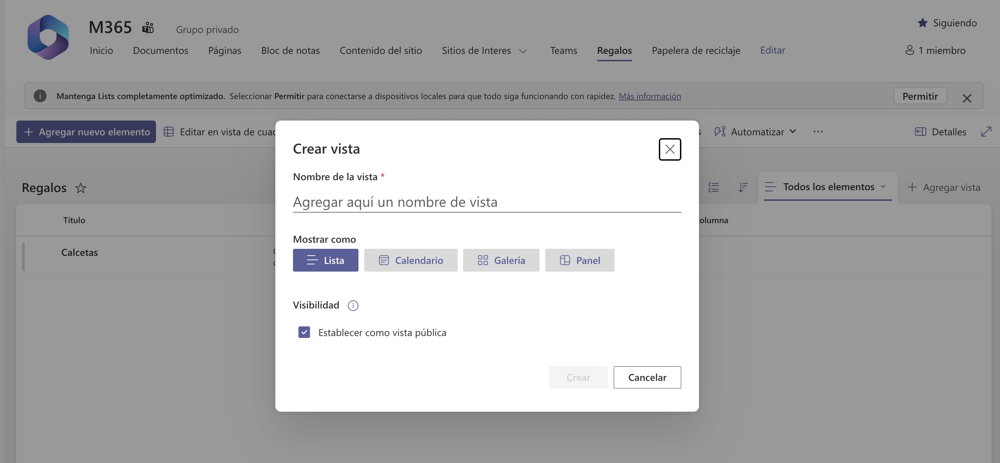 M365
Grupo privado
Siguiendo
Inicio Documentos Páginas Bloc de notas Contenido del sitio Sitios de Interes Teams Regalos Papelera de reciclaje Editar
1 miembro
Mantenga Lists completamente optimizado. Seleccionar Permitir para conectarse a dispositivos locales para que todo siga funcionando con rapidez. Más información
Permitir
Agregar nuevo elemento
Editar en vista de cuad
Automatizar
Detalles
Regalos
Todos los elementos
Agregar vista
Título
olumna
Calcetas
Crear vista
Nombre de la vista *
Agregar aquí un nombre de vista
Mostrar como
Lista Calendario Galería Panel
Visibilidad
Establecer como vista pública
Crear Cancelar